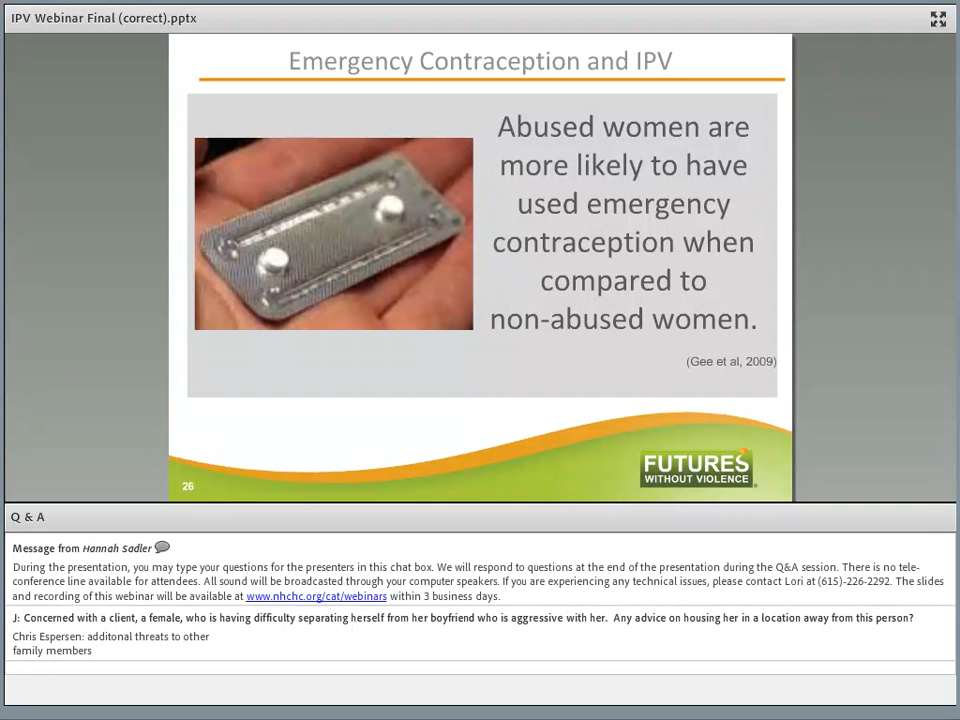 IPV Webinar Final (correct).pptx
Emergency Contraception and IPV
Abused women are
more likely to have
used emergency
contraception when
compared to
non-abused women.
(Gee et al, 2009)
FUTURES
WITHOUT VIOLENCE
26
Q & A
Message from Hannah Sadler
During the presentation, you may type your questions for the presenters in this chat box. We will respond to questions at the end of the presentation during the Q&A session. There is no tele-
conference line available for attendees. All sound will be broadcasted through your computer speakers. If you are experiencing any technical issues, please contact Lori at (615)-226-2292. The slides
and recording of this webinar will be available at www.nhchc.org/cat/webinars within 3 business days.
J: Concerned with a client, a female, who is having difficulty separating herself from her boyfriend who is aggressive with her. Any advice on housing her in a location away from this person?
Chris Espersen: additonal threats to other
family members